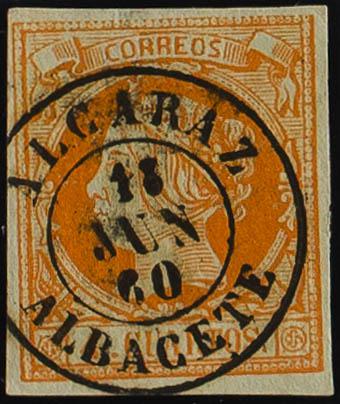 CORREOS
ALCARAZ
18
JUN
60
ALBACETE